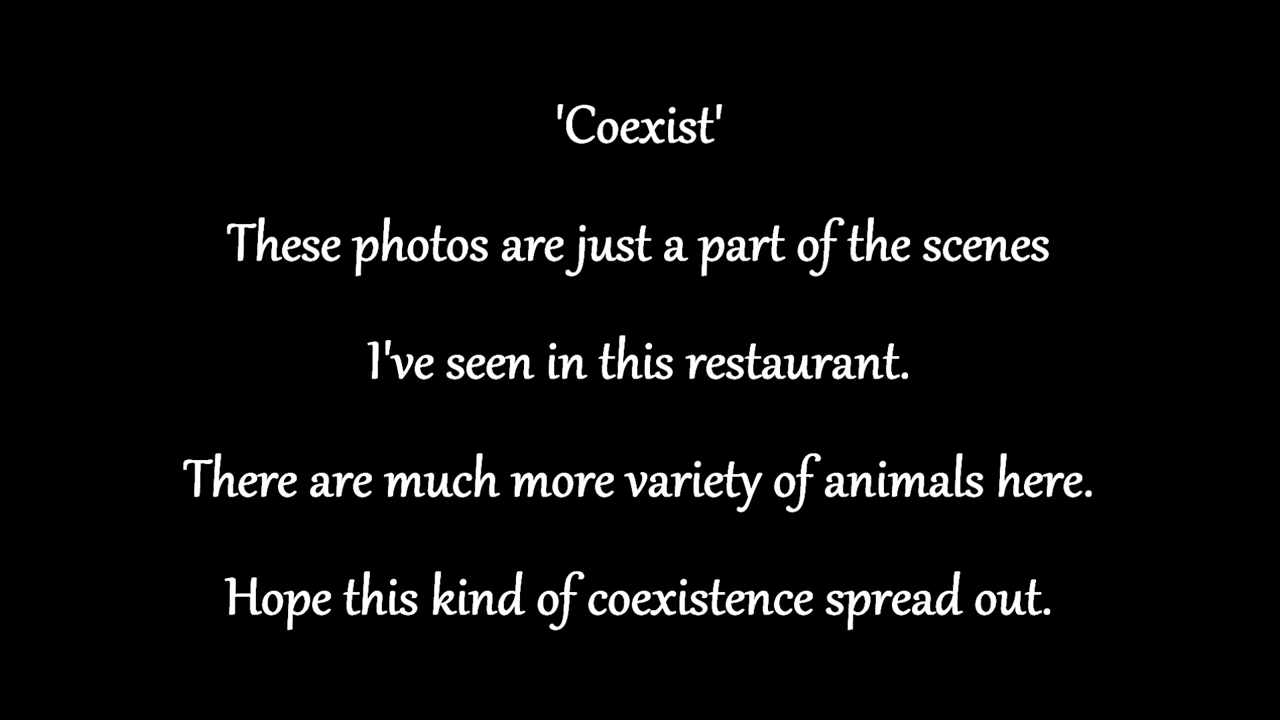 'Coexist'
These photos are just a part of the scenes
I've seen in this restaurant.
There are much more variety of animals here.
Hope this kind of coexistence spread out.